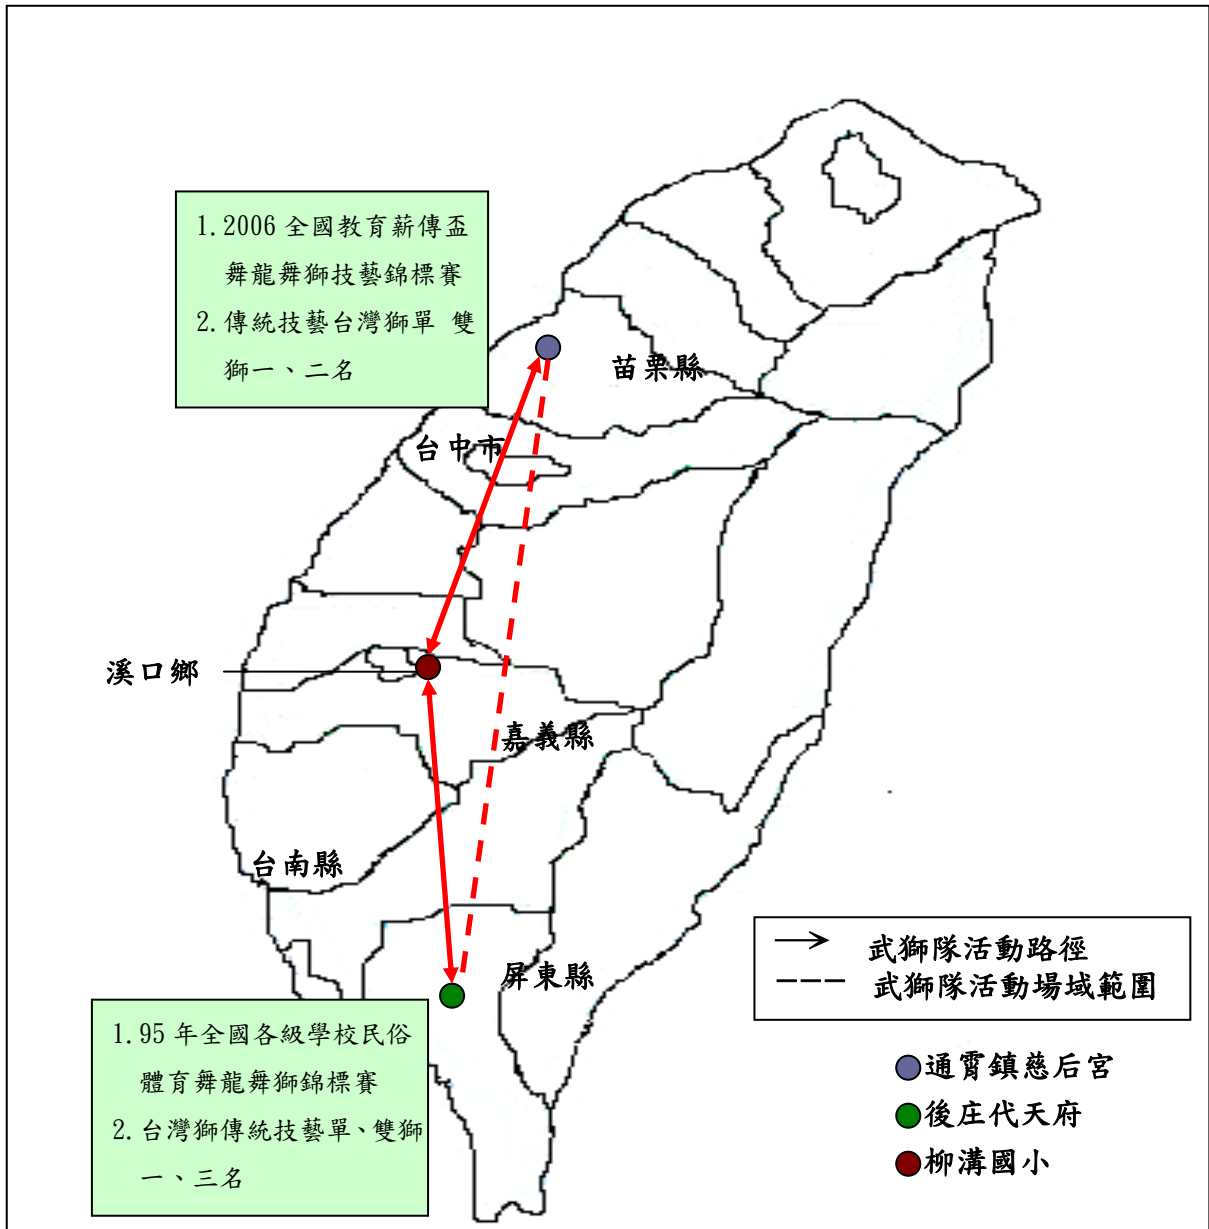 1.2006 全國教育薪傳盃
舞龍舞獅技藝錦標賽
2.傳統技藝台灣獅單 雙
獅一、二名
苗栗縣
台中市
溪口鄉
嘉義縣
台南縣
屏東縣
1.95 年全國各級學校民俗
體育舞龍舞獅錦標賽
2.台灣獅傳統技藝單、雙獅
一、三名
武獅隊活動路徑
武獅隊活動場域範圍
通霄鎮慈后宮
後庄代天府
柳溝國小